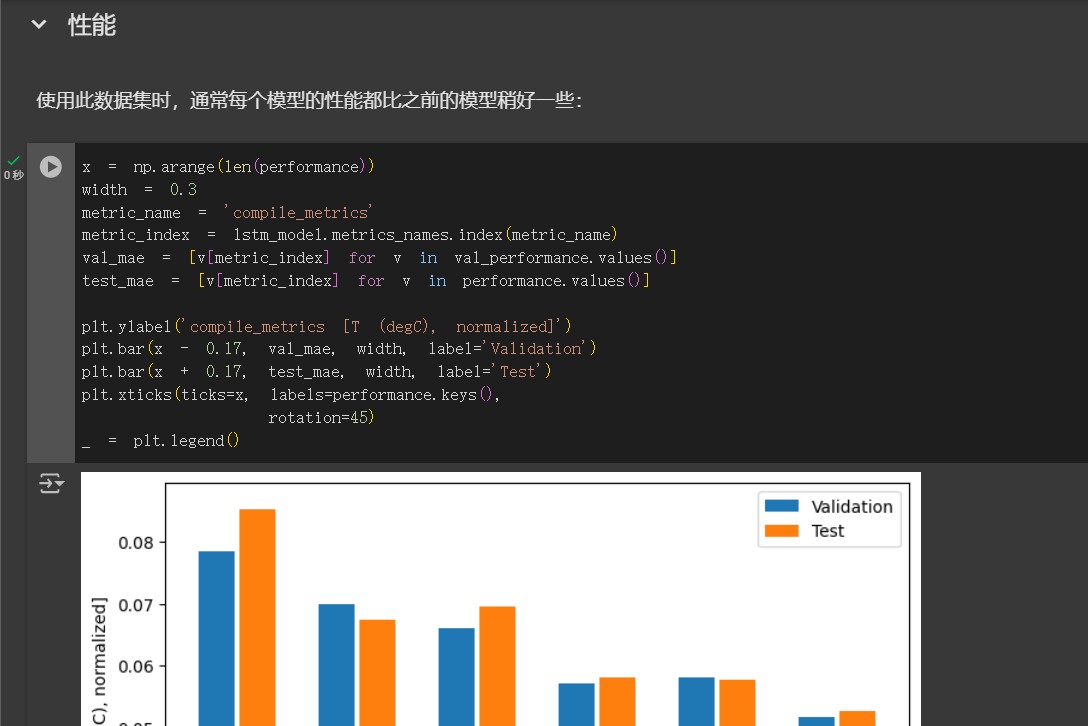 性能
使用此数据集时，通常每个模型的性能都比之前的模型稍好一些：
0秒
x = np.arange(len(performance))
width = 0.3
metric_name = 'compile_metrics'
metric_index = lstm_model.metrics_names.index(metric_name)
val_mae = [v[metric_index] for v in val_performance.values()]
test_mae = [v[metric_index] for v in performance.values()]
plt.ylabel('compile_metrics [T (degC), normalized]')
plt.bar(x - 0.17, val_mae, width, label='Validation')
plt.bar(x + 0.17, test_mae, width, label='Test')
plt.xticks(ticks=x, labels=performance.keys(),
rotation=45)
_ = plt.legend()
Validation
Test
0.08
0.07
0.06
C), normalized]